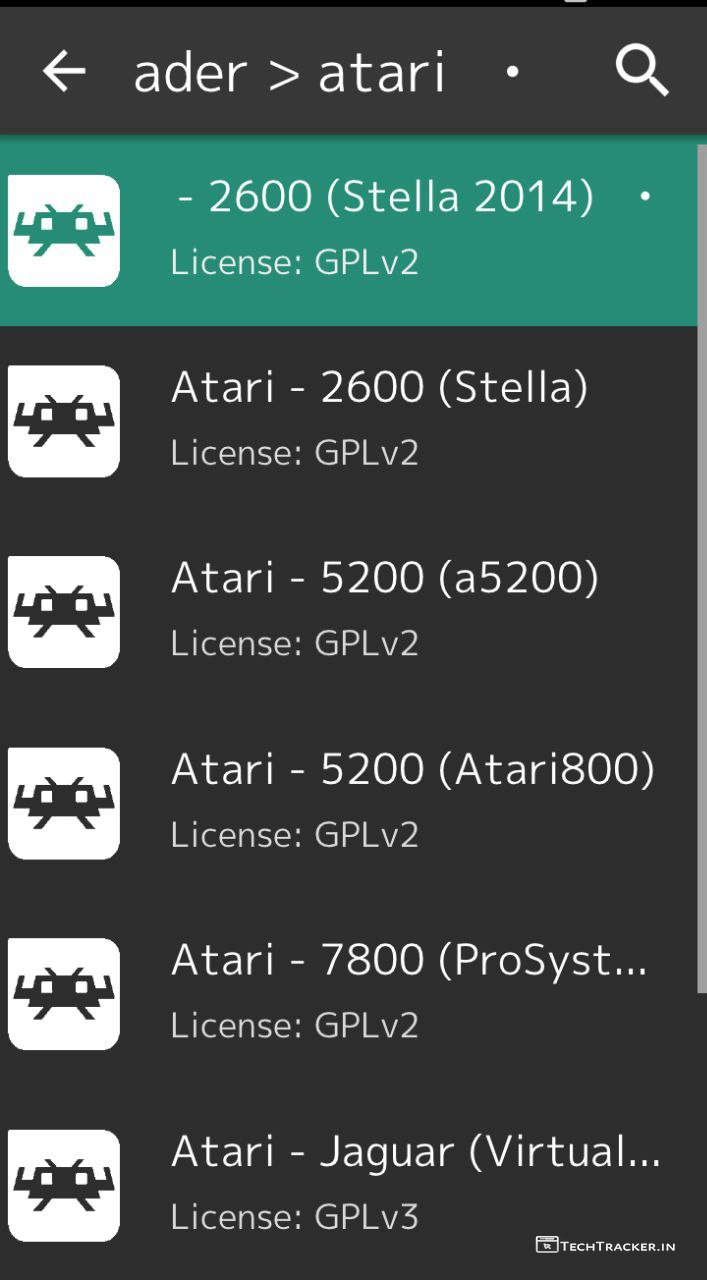 ader > atari •
- 2600 (Stella 2014) •
License: GPLv2
Atari - 2600 (Stella)
License: GPLv2
Atari - 5200 (a5200)
License: GPLv2
Atari - 5200 (Atari800)
License: GPLv2
Atari - 7800 (ProSyst...
License: GPLv2
Atari - Jaguar (Virtual...
License: GPLv3
TECHTRACKER.IN